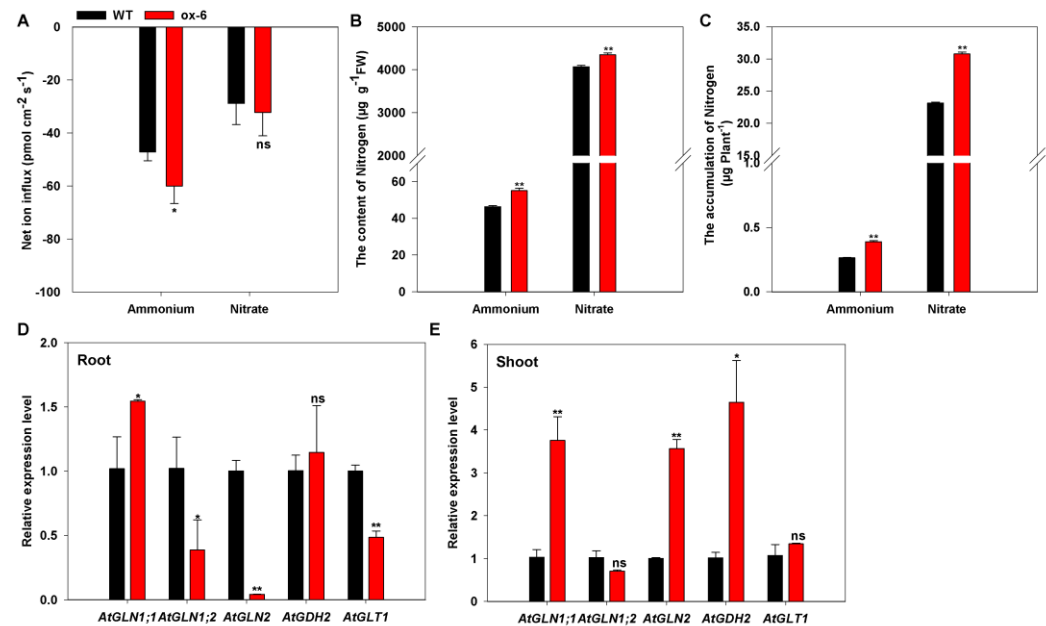 A
WT
ox-6
Net ion influx (pmol cm⁻² s⁻¹)
-0
-20
-40
-60
-80
-100
*
ns
Ammonium
Nitrate
B
The content of Nitrogen (µg g⁻¹FW)
6000
4000
2000
60
40
20
0
**
**
Ammonium
Nitrate
C
The accumulation of Nitrogen
(µg Plant⁻¹)
35.0
30.0
25.0
20.0
15.0
1.0
0.5
0.0
**
**
Ammonium
Nitrate
D
Root
Relative expression level
2.0
1.5
1.0
0.5
0.0
*
*
**
ns
**
AtGLN1;1 AtGLN1;2 AtGLN2 AtGDH2 AtGLT1
E
Shoot
Relative expression level
6
5
4
3
2
1
0
**
ns
**
*
ns
AtGLN1;1 AtGLN1;2 AtGLN2 AtGDH2 AtGLT1